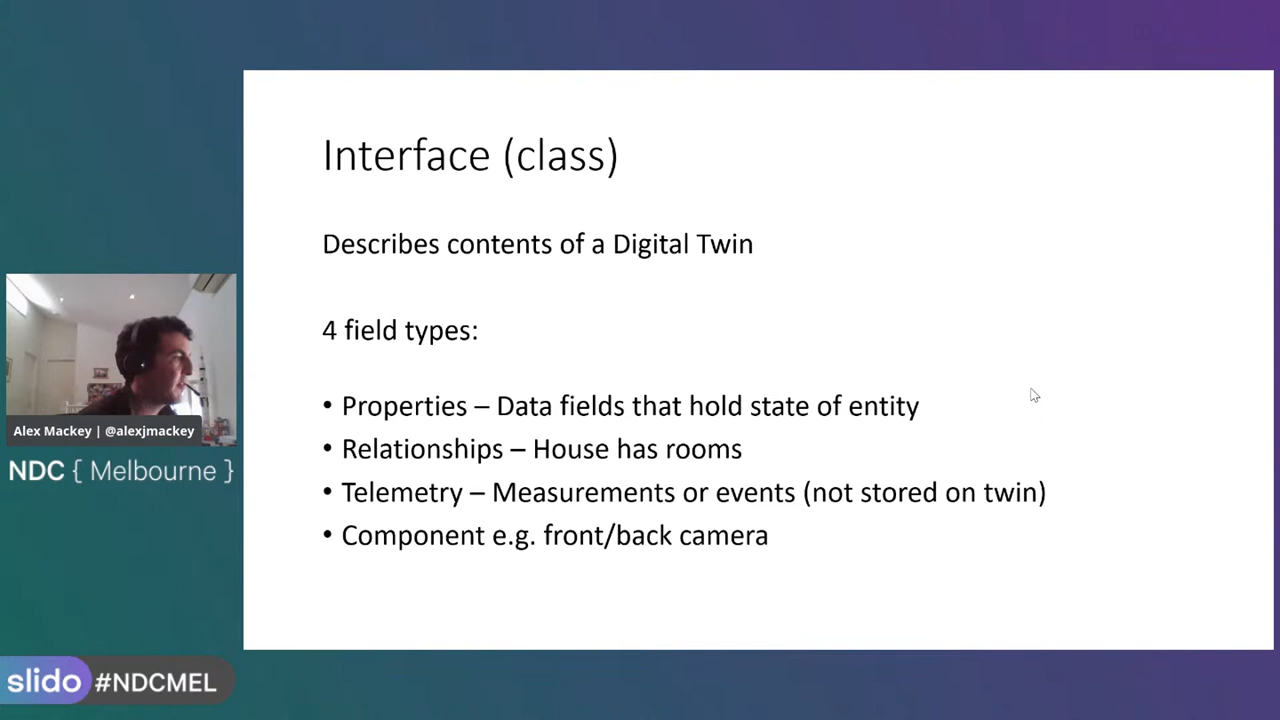 Interface (class)
Describes contents of a Digital Twin
4 field types:
• Properties – Data fields that hold state of entity
• Relationships – House has rooms
• Telemetry – Measurements or events (not stored on twin)
• Component e.g. front/back camera
Alex Mackey | @alexjmackey
NDC { Melbourne }
slido #NDCMEL